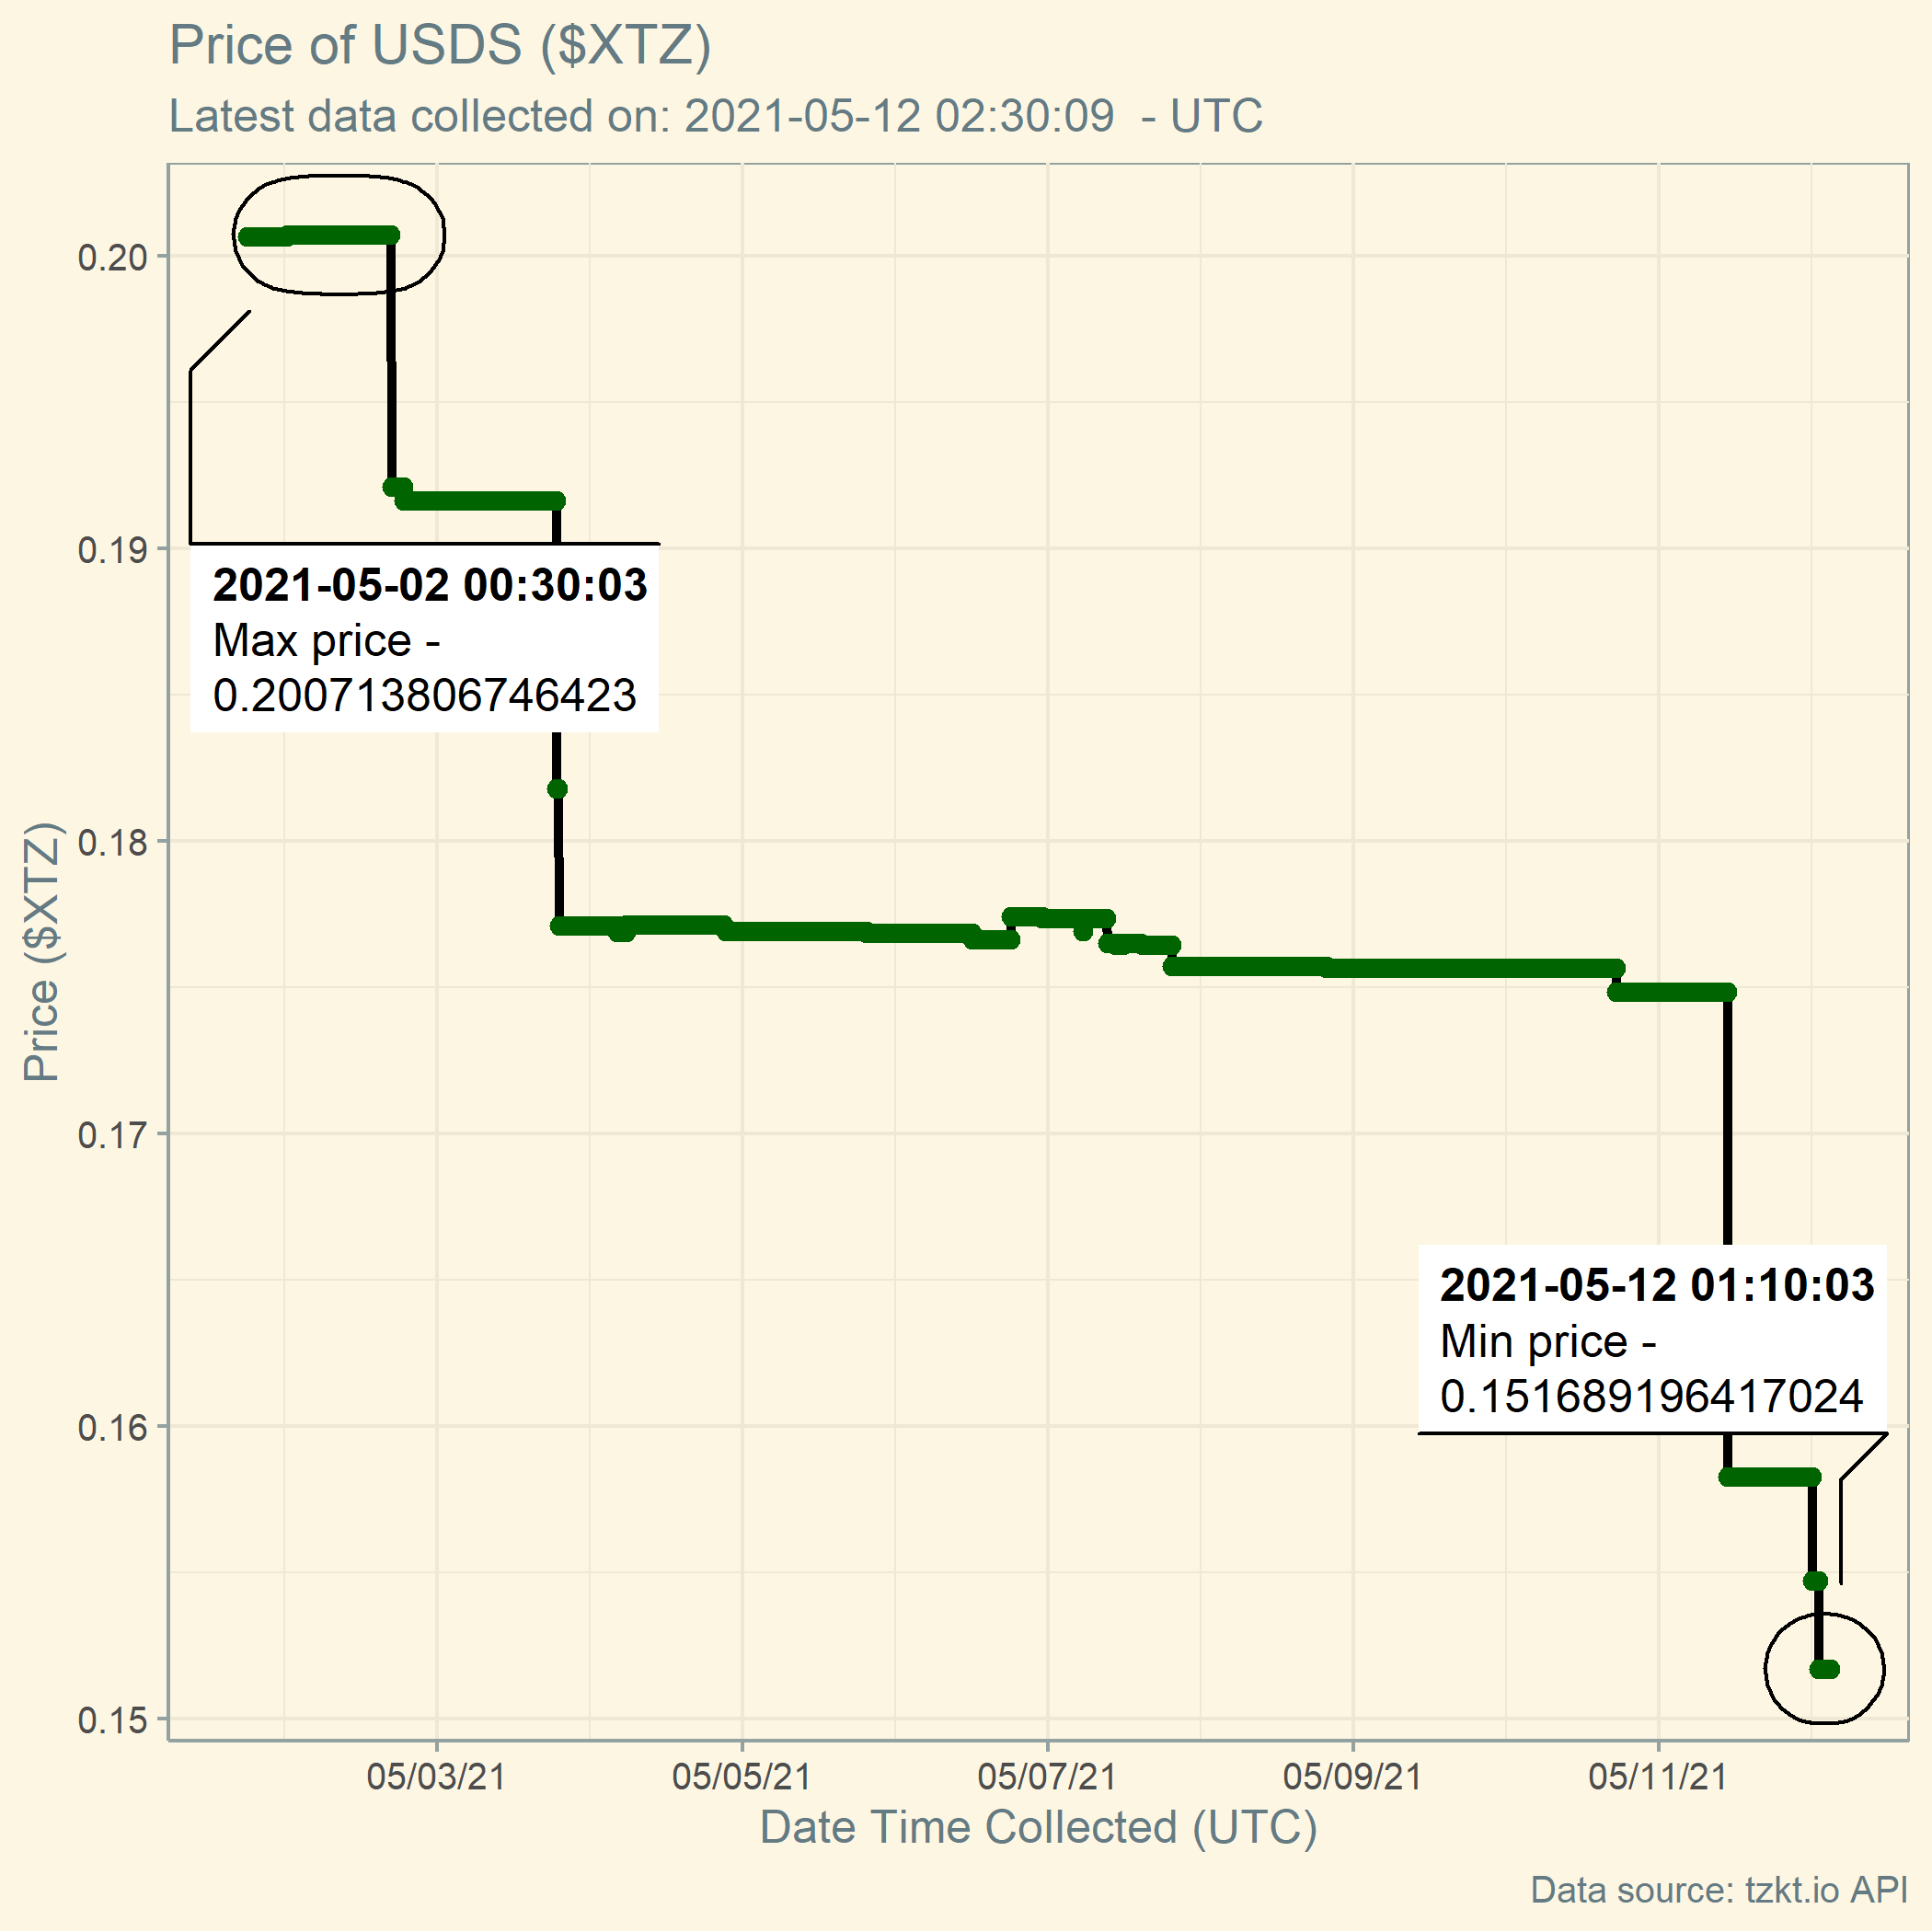 Price of USDS ($XTZ)
Latest data collected on: 2021-05-12 02:30:09  - UTC
Price ($XTZ)
0.20
0.19
0.18
0.17
0.16
0.15
2021-05-02 00:30:03
Max price -
0.200713806746423
2021-05-12 01:10:03
Min price -
0.151689196417024
05/03/21
05/05/21
05/07/21
05/09/21
05/11/21
Date Time Collected (UTC)
Data source: tzkt.io API